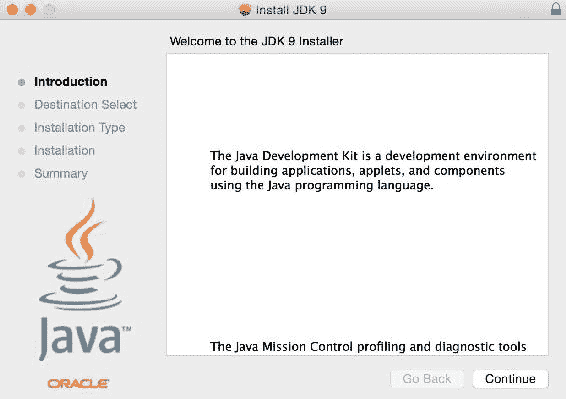 Install JDK 9
Welcome to the JDK 9 Installer
Introduction
Destination Select
Installation Type
Installation
Summary
The Java Development Kit is a development environment
for building applications, applets, and components
using the Java programming language.
The Java Mission Control profiling and diagnostic tools
Java™
ORACLE
Go Back
Continue